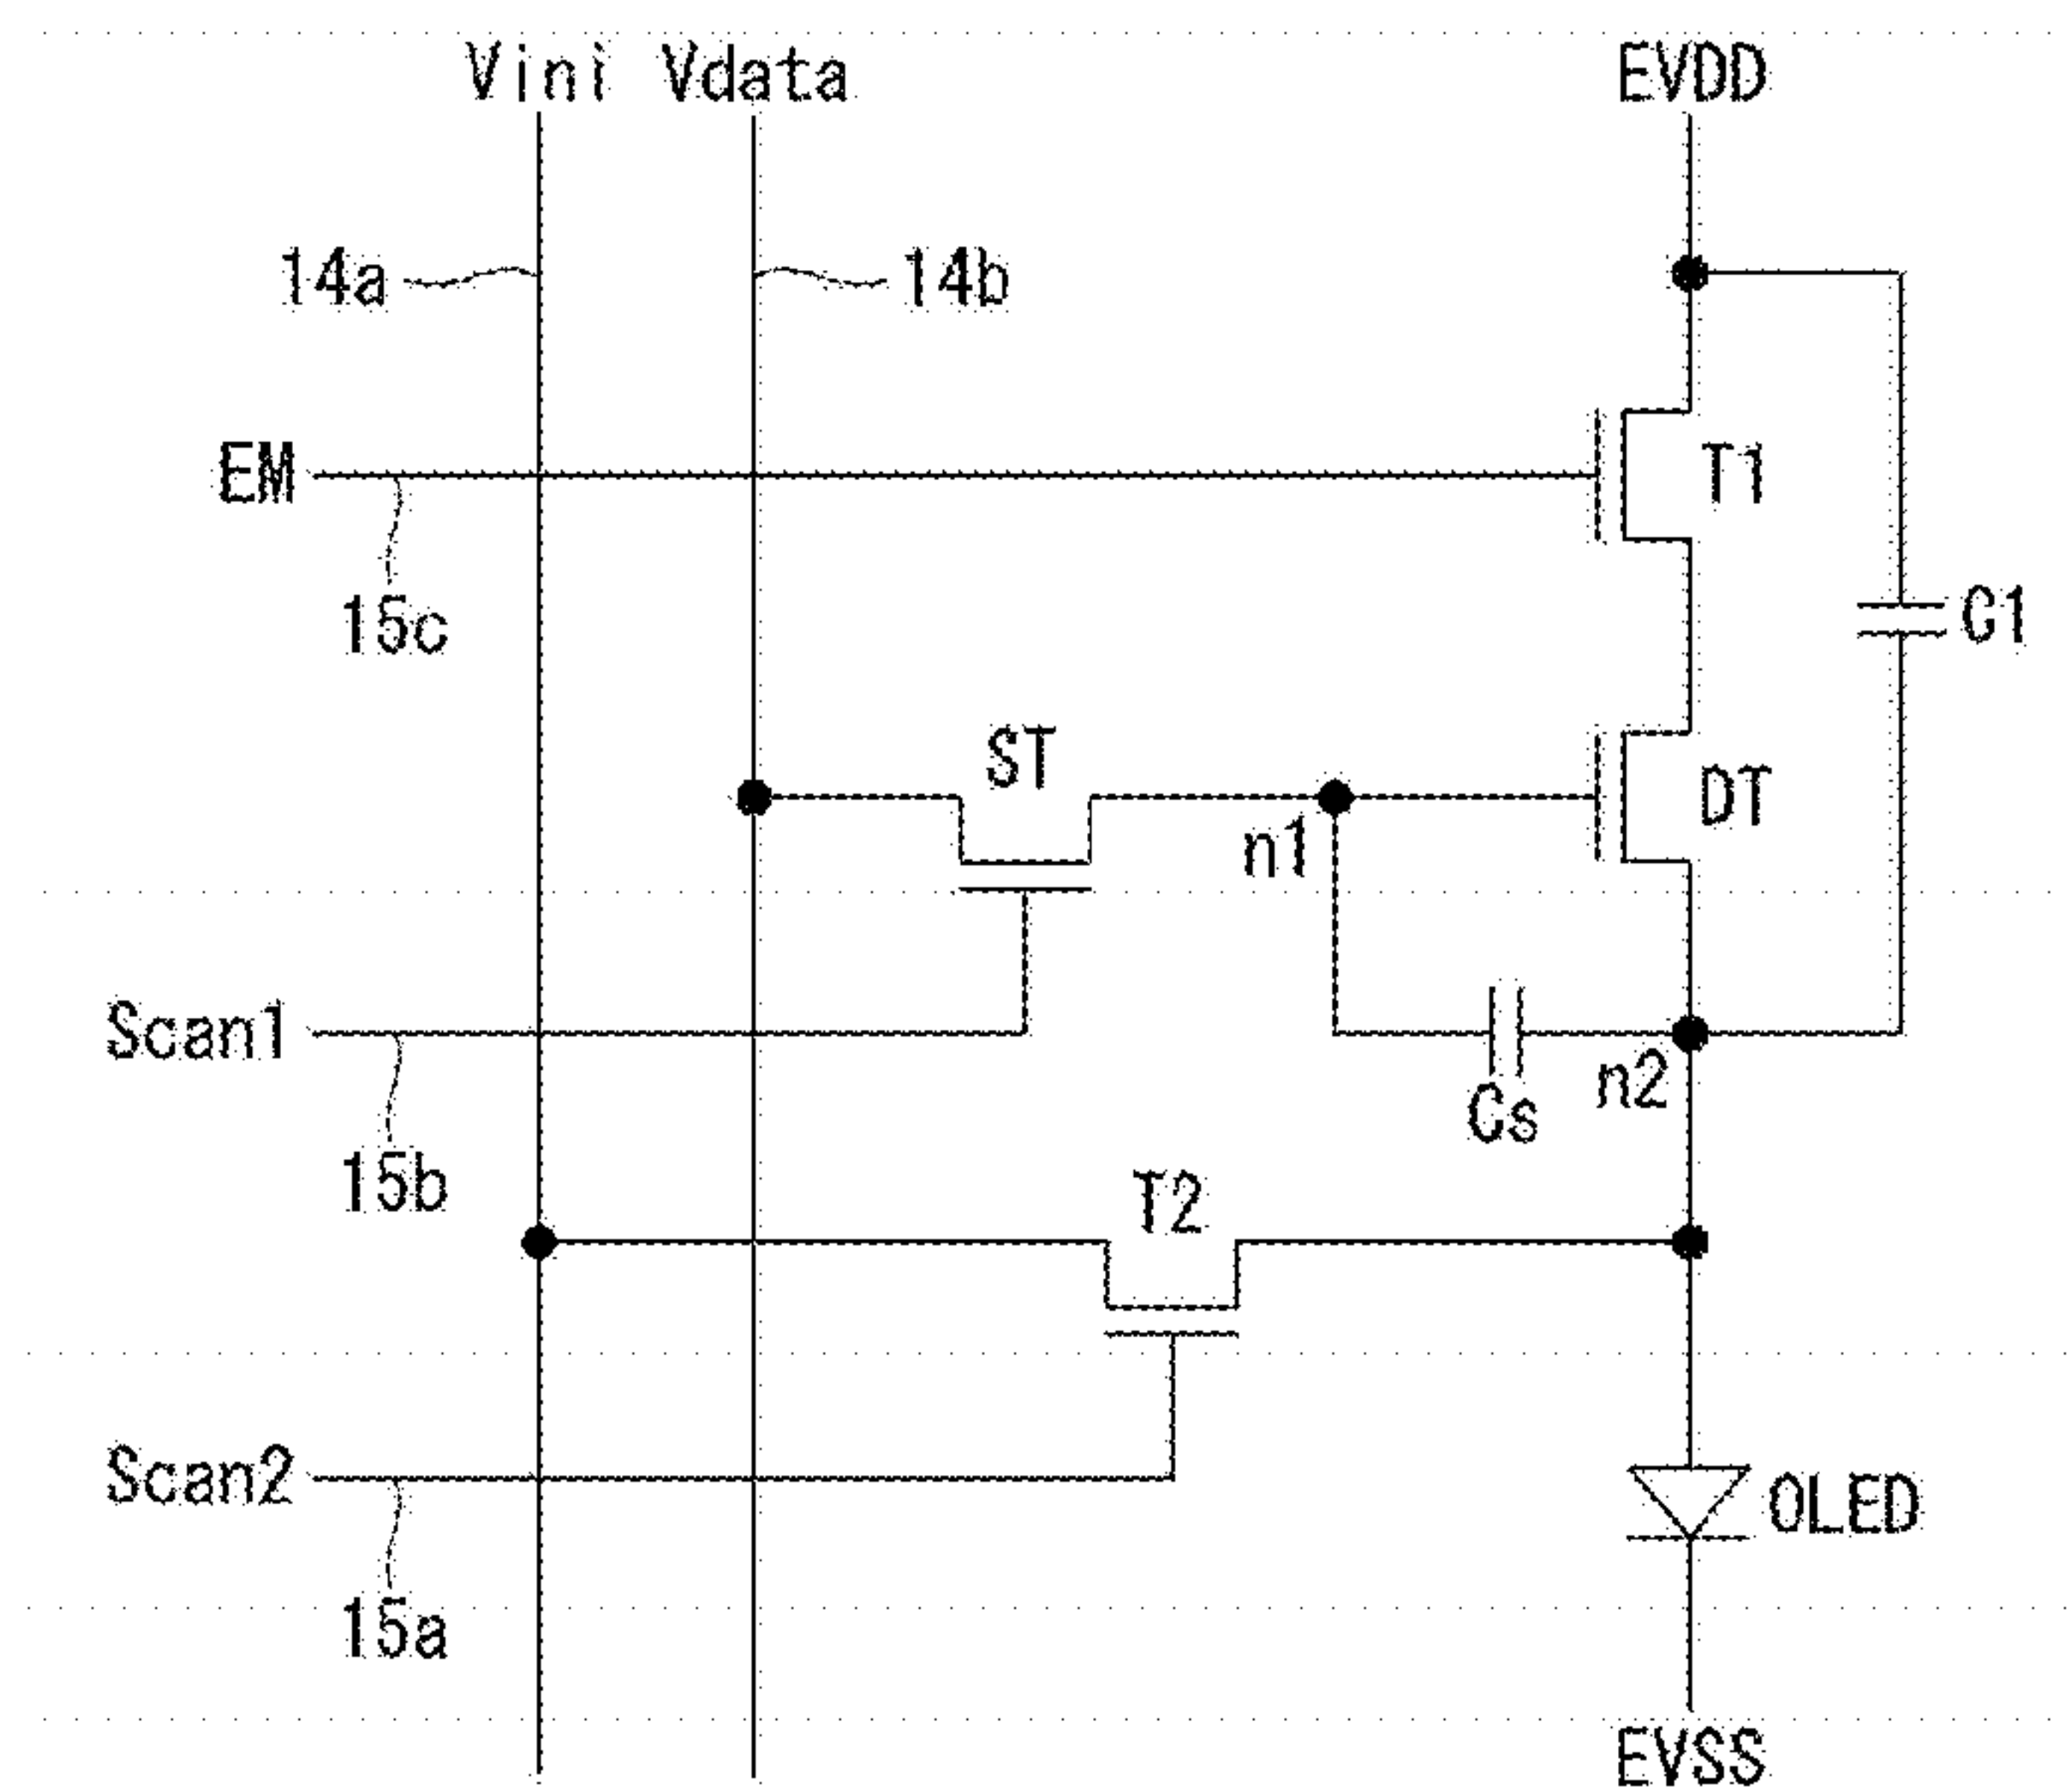 Vini Vdata EVDD
14a 14b
EM T1
15c C1
ST DT
n1
Scan1 n2
Cs
15b T2
Scan2 OLED
15a
EVSS